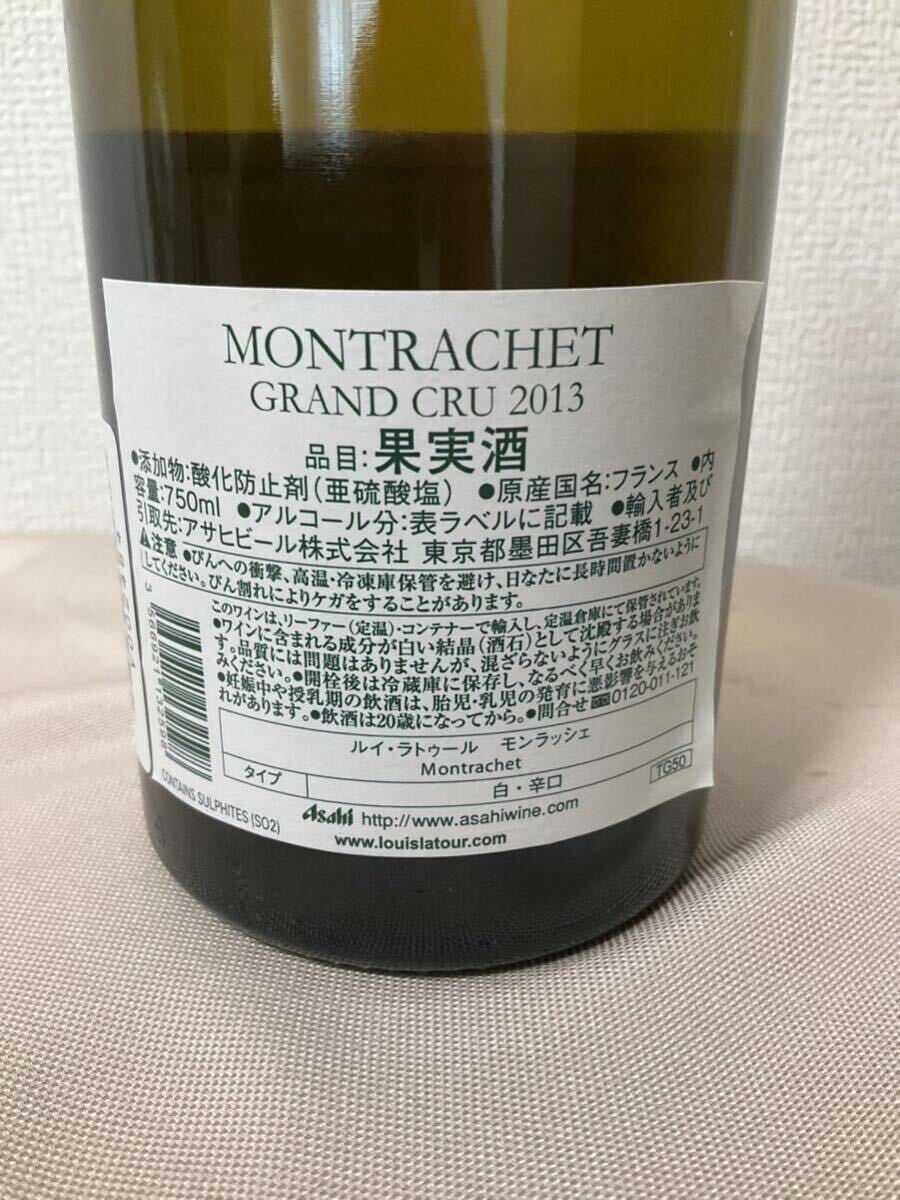 MONTRACHET
GRAND CRU 2013
品目:果実酒
●添加物:酸化防止剤(亜硫酸塩) ●原産国名:フランス ●内
容量:750ml ●アルコール分:表ラベルに記載 ●輸入者及び
引取先:アサヒビール株式会社 東京都墨田区吾妻橋1-23-1
⚠注意 ●びんへの衝撃、高温・冷凍庫保管を避け、日なたに長時間置かないように
してください。びん割れによりケガをすることがあります。
このワインは、リーファー(定温)・コンテナーで輸入し、定温倉庫にて保管されています。
●ワインに含まれる成分が白い結晶(酒石)として沈殿する場合がありま
す。品質には問題はありませんが、混ざらないようにグラスに注ぎお飲
みください。●開栓後は冷蔵庫に保存し、なるべく早くお飲みください。
●妊娠中や授乳期の飲酒は、胎児・乳児の発育に悪影響を与えるおそ
れがあります。●飲酒は20歳になってから。●問合せ 0120-011-121
ルイ・ラトゥール モンラッシェ
Montrachet
タイプ 白・辛口
TG50
CONTAINS SULPHITES (SO2)
Asahi http://www.asahiwine.com
www.louislatour.com